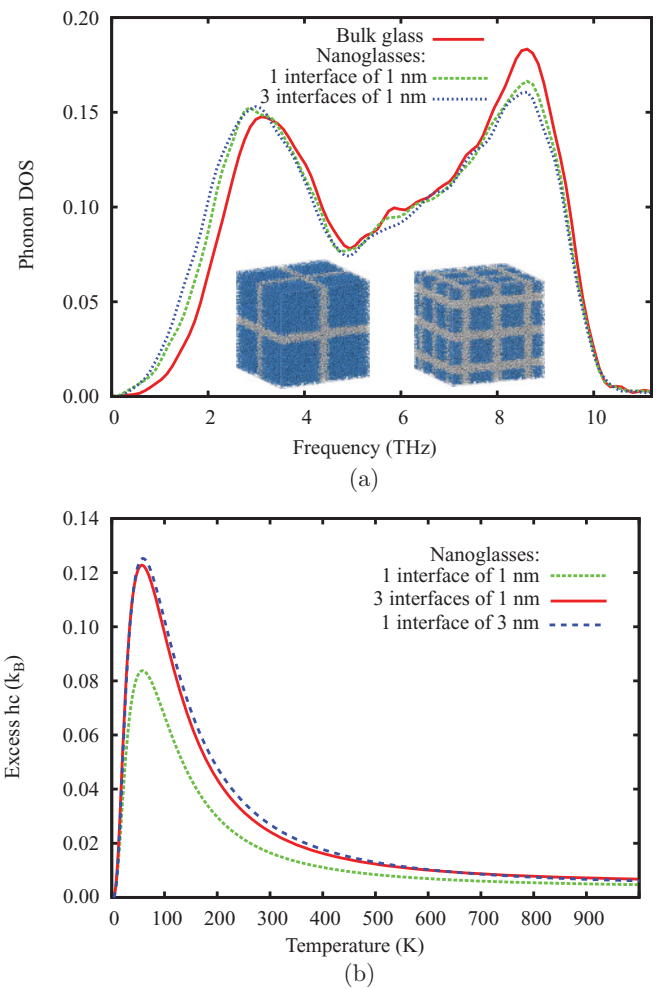 0.20
0.15
0.10
0.05
0.00
Phonon DOS
Bulk glass
Nanoglasses:
1 interface of 1 nm
3 interfaces of 1 nm
0 2 4 6 8 10
Frequency (THz)
(a)
0.14
0.12
0.10
0.08
0.06
0.04
0.02
0.00
Excess hc (k_B)
Nanoglasses:
1 interface of 1 nm
3 interfaces of 1 nm
1 interface of 3 nm
0 100 200 300 400 500 600 700 800 900
Temperature (K)
(b)